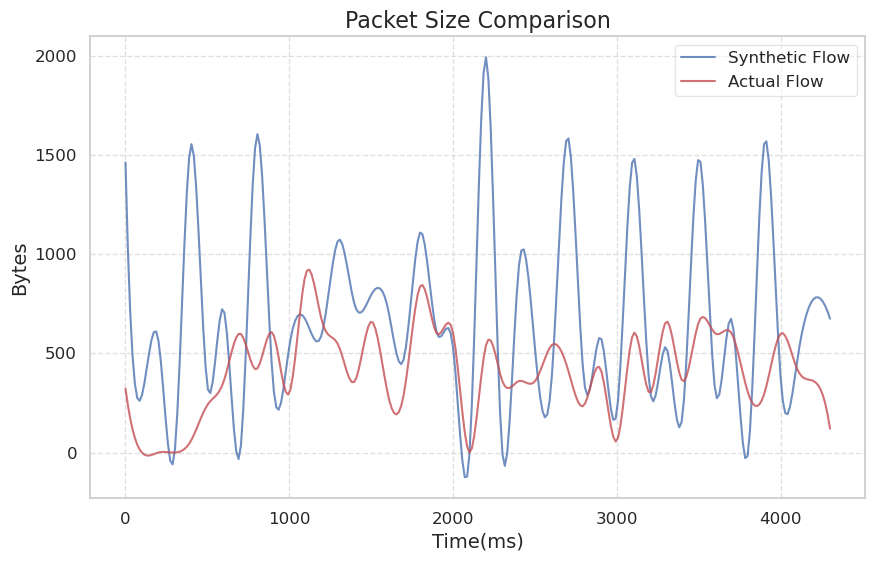 Packet Size Comparison
Synthetic Flow
Actual Flow
2000
1500
1000
500
0
Bytes
0 1000 2000 3000 4000
Time(ms)